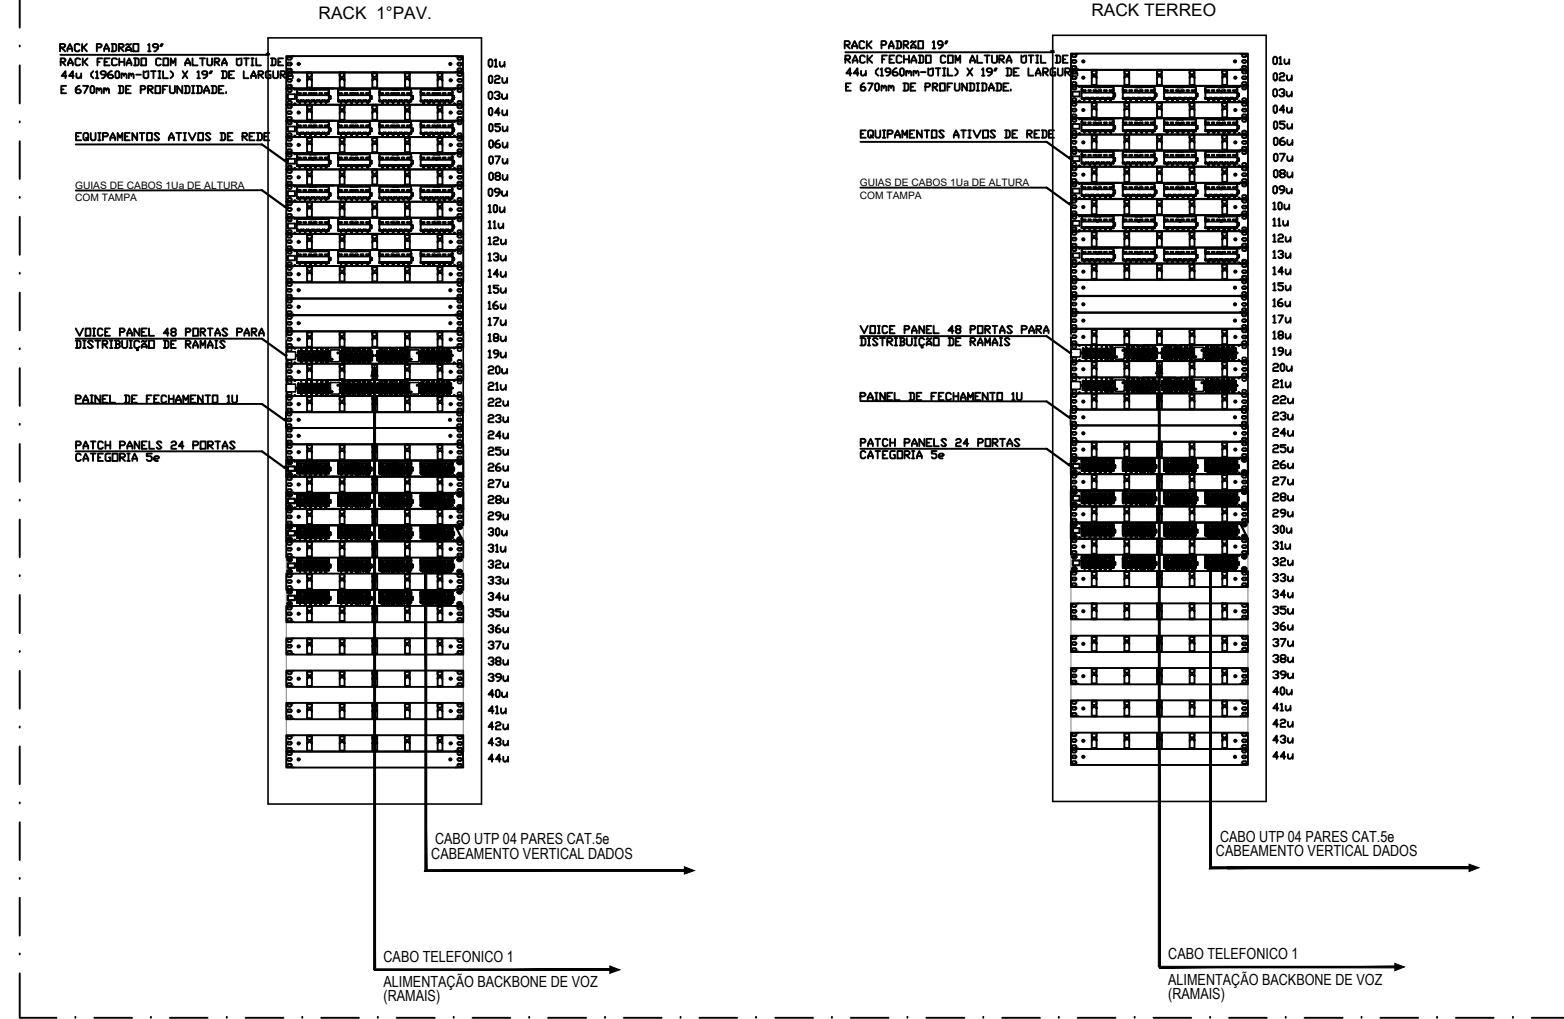 RACK 1°PAV.
RACK PADRÃO 19"
RACK FECHADO COM ALTURA ÚTIL DE
44u (1960mm-ÚTIL) X 19" DE LARGUR
E 670mm DE PROFUNDIDADE.
EQUIPAMENTOS ATIVOS DE REDE
GUIAS DE CABOS 1Ua DE ALTURA
COM TAMPA
VOICE PANEL 48 PORTAS PARA
DISTRIBUIÇÃO DE RAMAIS
PAINEL DE FECHAMENTO 1U
PATCH PANELS 24 PORTAS
CATEGORIA 5e
01u
02u
03u
04u
05u
06u
07u
08u
09u
10u
11u
12u
13u
14u
15u
16u
17u
18u
19u
20u
21u
22u
23u
24u
25u
26u
27u
28u
29u
30u
31u
32u
33u
34u
35u
36u
37u
38u
39u
40u
41u
42u
43u
44u
CABO UTP 04 PARES CAT.5e
CABEAMENTO VERTICAL DADOS
CABO TELEFONICO 1
ALIMENTAÇÃO BACKBONE DE VOZ
(RAMAIS)
RACK TERREO
RACK PADRÃO 19"
RACK FECHADO COM ALTURA ÚTIL DE
44u (1960mm-ÚTIL) X 19" DE LARGUR
E 670mm DE PROFUNDIDADE.
EQUIPAMENTOS ATIVOS DE REDE
GUIAS DE CABOS 1Ua DE ALTURA
COM TAMPA
VOICE PANEL 48 PORTAS PARA
DISTRIBUIÇÃO DE RAMAIS
PAINEL DE FECHAMENTO 1U
PATCH PANELS 24 PORTAS
CATEGORIA 5e
01u
02u
03u
04u
05u
06u
07u
08u
09u
10u
11u
12u
13u
14u
15u
16u
17u
18u
19u
20u
21u
22u
23u
24u
25u
26u
27u
28u
29u
30u
31u
32u
33u
34u
35u
36u
37u
38u
39u
40u
41u
42u
43u
44u
CABO UTP 04 PARES CAT.5e
CABEAMENTO VERTICAL DADOS
CABO TELEFONICO 1
ALIMENTAÇÃO BACKBONE DE VOZ
(RAMAIS)